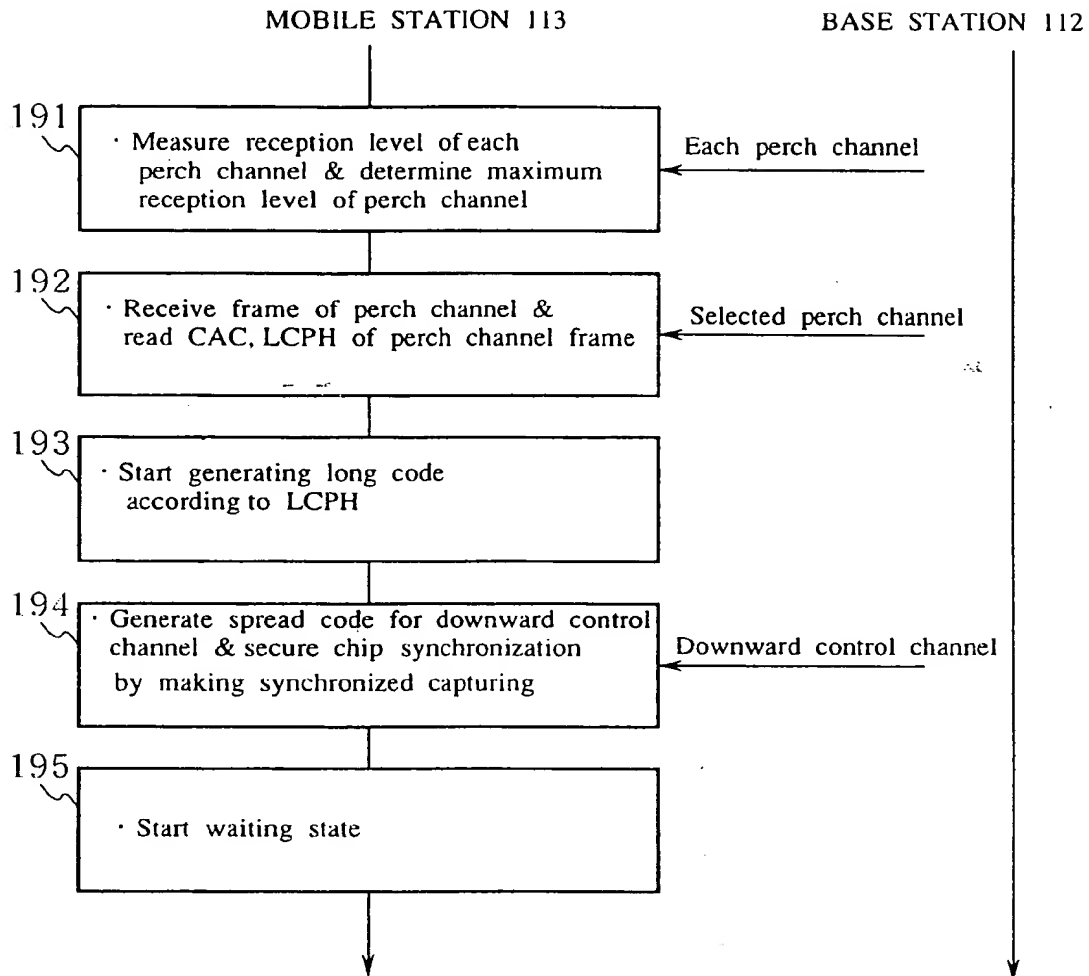 MOBILE STATION 113
BASE STATION 112
191
· Measure reception level of each
perch channel & determine maximum
reception level of perch channel
Each perch channel
192
· Receive frame of perch channel &
read CAC, LCPH of perch channel frame
Selected perch channel
193
· Start generating long code
according to LCPH
194
· Generate spread code for downward control
channel & secure chip synchronization
by making synchronized capturing
Downward control channel
195
· Start waiting state